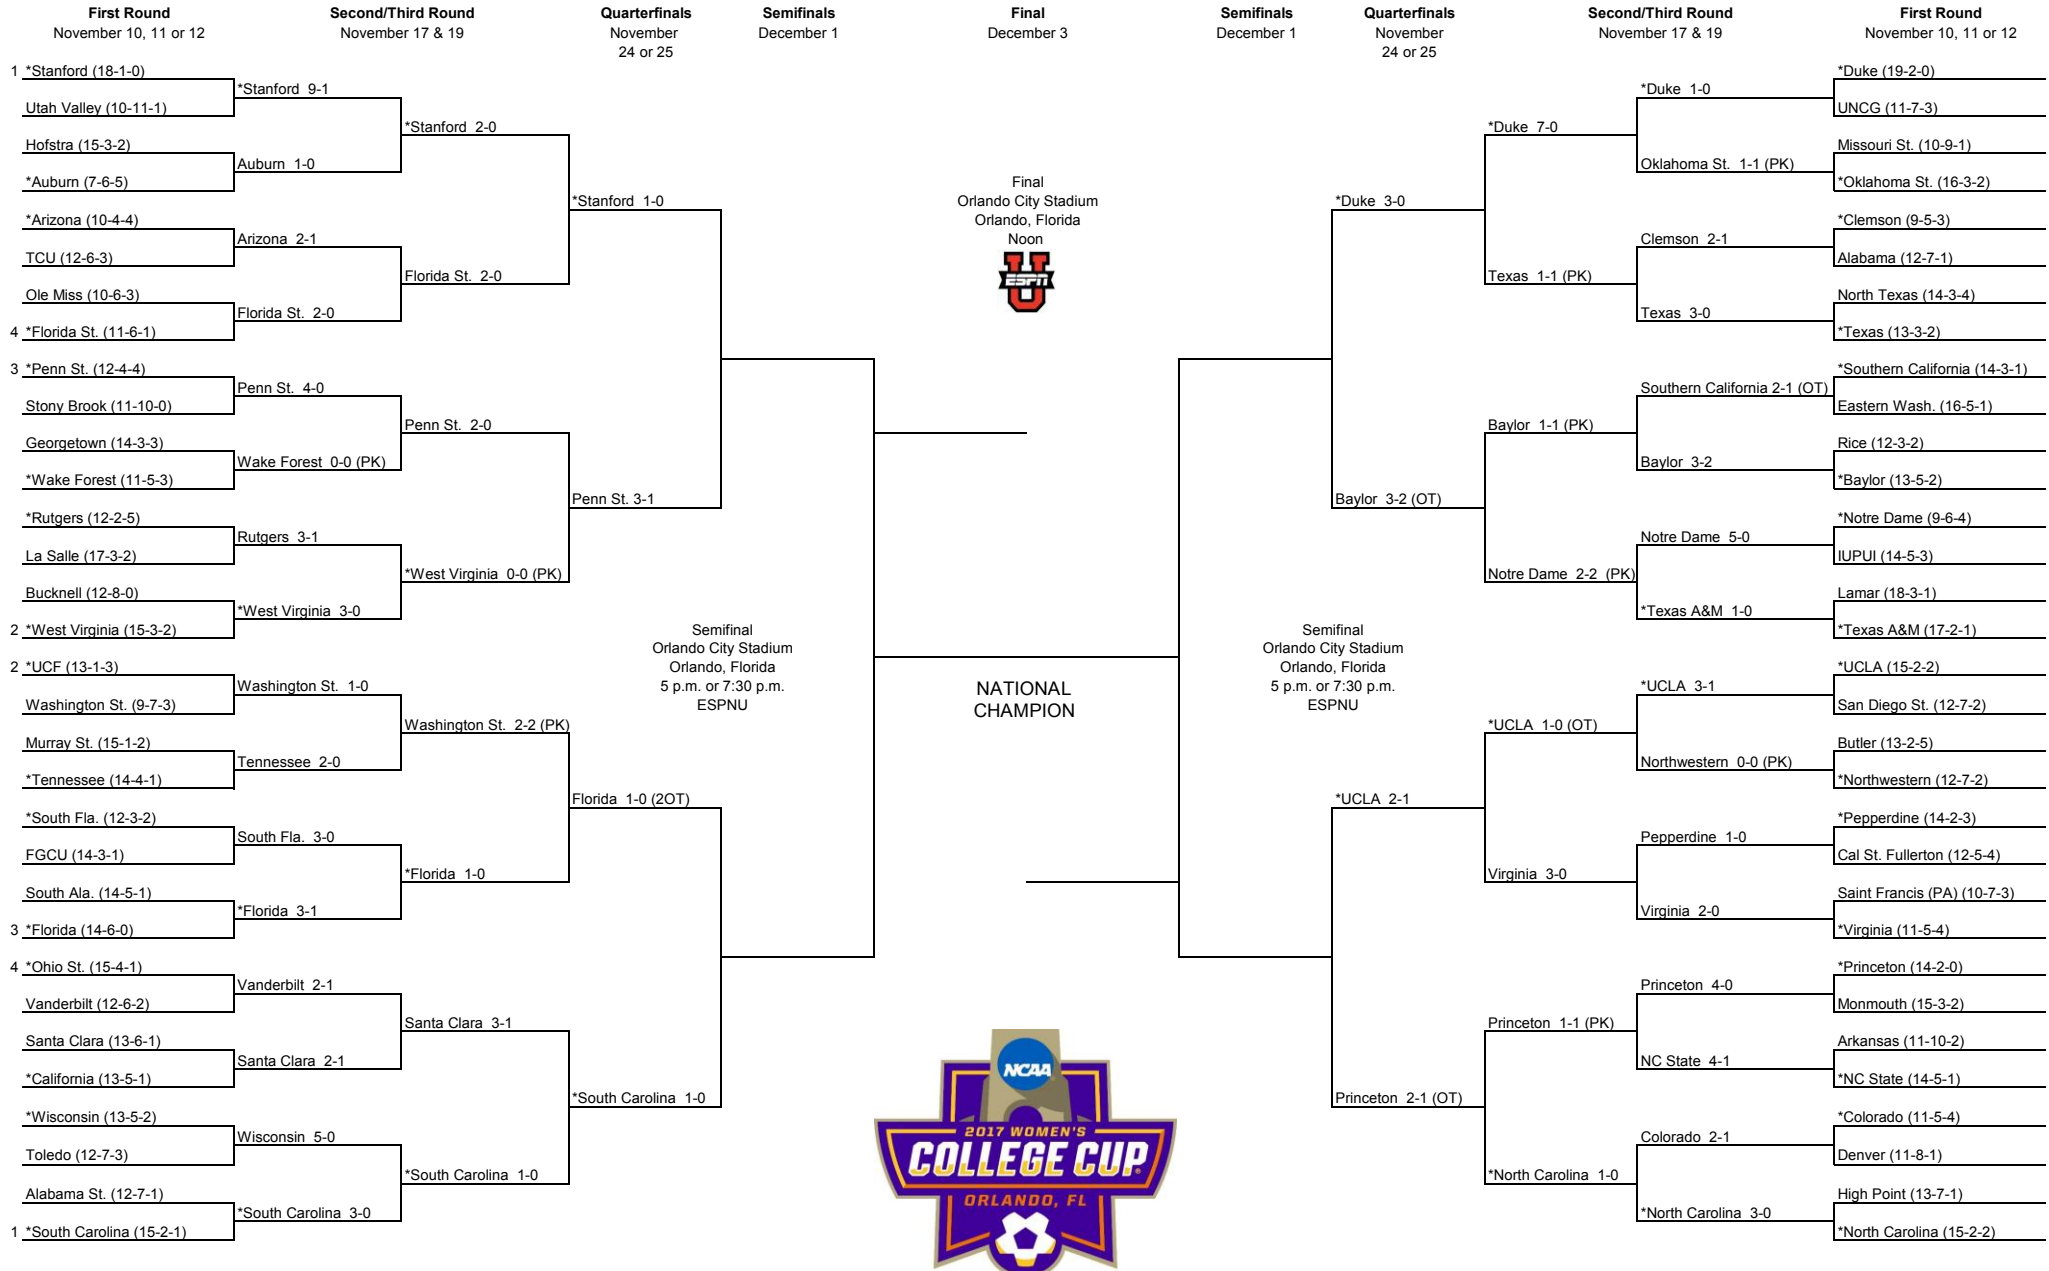 First Round
November 10, 11 or 12
Second/Third Round
November 17 & 19
Quarterfinals
November
24 or 25
Semifinals
December 1
Final
December 3
Semifinals
December 1
Quarterfinals
November
24 or 25
Second/Third Round
November 17 & 19
First Round
November 10, 11 or 12
1 *Stanford (18-1-0)
Utah Valley (10-11-1)
Hofstra (15-3-2)
*Auburn (7-6-5)
*Arizona (10-4-4)
TCU (12-6-3)
Ole Miss (10-6-3)
4 *Florida St. (11-6-1)
3 *Penn St. (12-4-4)
Stony Brook (11-10-0)
Georgetown (14-3-3)
*Wake Forest (11-5-3)
*Rutgers (12-2-5)
La Salle (17-3-2)
Bucknell (12-8-0)
2 *West Virginia (15-3-2)
2 *UCF (13-1-3)
Washington St. (9-7-3)
Murray St. (15-1-2)
*Tennessee (14-4-1)
*South Fla. (12-3-2)
FGCU (14-3-1)
South Ala. (14-5-1)
3 *Florida (14-6-0)
4 *Ohio St. (15-4-1)
Vanderbilt (12-6-2)
Santa Clara (13-6-1)
*California (13-5-1)
*Wisconsin (13-5-2)
Toledo (12-7-3)
Alabama St. (12-7-1)
1 *South Carolina (15-2-1)
*Stanford 9-1
Auburn 1-0
Arizona 2-1
Florida St. 2-0
Penn St. 4-0
Wake Forest 0-0 (PK)
Rutgers 3-1
*West Virginia 3-0
Washington St. 1-0
Tennessee 2-0
South Fla. 3-0
*Florida 3-1
Vanderbilt 2-1
Santa Clara 2-1
Wisconsin 5-0
*South Carolina 3-0
*Stanford 2-0
Florida St. 2-0
Penn St. 2-0
*West Virginia 0-0 (PK)
Washington St. 2-2 (PK)
*Florida 1-0
Santa Clara 3-1
*South Carolina 1-0
*Stanford 1-0
Penn St. 3-1
Florida 1-0 (2OT)
*South Carolina 1-0
Semifinal
Orlando City Stadium
Orlando, Florida
5 p.m. or 7:30 p.m.
ESPNU
Final
Orlando City Stadium
Orlando, Florida
Noon
ESPN
U
NATIONAL
CHAMPION
NCAA
2017 WOMEN'S
COLLEGE CUP
ORLANDO, FL
Semifinal
Orlando City Stadium
Orlando, Florida
5 p.m. or 7:30 p.m.
ESPNU
*Duke 3-0
Baylor 3-2 (OT)
*UCLA 2-1
Princeton 2-1 (OT)
*Duke 7-0
Texas 1-1 (PK)
Baylor 1-1 (PK)
Notre Dame 2-2 (PK)
*UCLA 1-0 (OT)
Virginia 3-0
Princeton 1-1 (PK)
*North Carolina 1-0
*Duke 1-0
Oklahoma St. 1-1 (PK)
Clemson 2-1
Texas 3-0
Southern California 2-1 (OT)
Baylor 3-2
Notre Dame 5-0
*Texas A&M 1-0
*UCLA 3-1
Northwestern 0-0 (PK)
Pepperdine 1-0
Virginia 2-0
Princeton 4-0
NC State 4-1
Colorado 2-1
*North Carolina 3-0
*Duke (19-2-0)
UNCG (11-7-3)
Missouri St. (10-9-1)
*Oklahoma St. (16-3-2)
*Clemson (9-5-3)
Alabama (12-7-1)
North Texas (14-3-4)
*Texas (13-3-2)
*Southern California (14-3-1)
Eastern Wash. (16-5-1)
Rice (12-3-2)
*Baylor (13-5-2)
*Notre Dame (9-6-4)
IUPUI (14-5-3)
Lamar (18-3-1)
*Texas A&M (17-2-1)
*UCLA (15-2-2)
San Diego St. (12-7-2)
Butler (13-2-5)
*Northwestern (12-7-2)
*Pepperdine (14-2-3)
Cal St. Fullerton (12-5-4)
Saint Francis (PA) (10-7-3)
*Virginia (11-5-4)
*Princeton (14-2-0)
Monmouth (15-3-2)
Arkansas (11-10-2)
*NC State (14-5-1)
*Colorado (11-5-4)
Denver (11-8-1)
High Point (13-7-1)
*North Carolina (15-2-2)